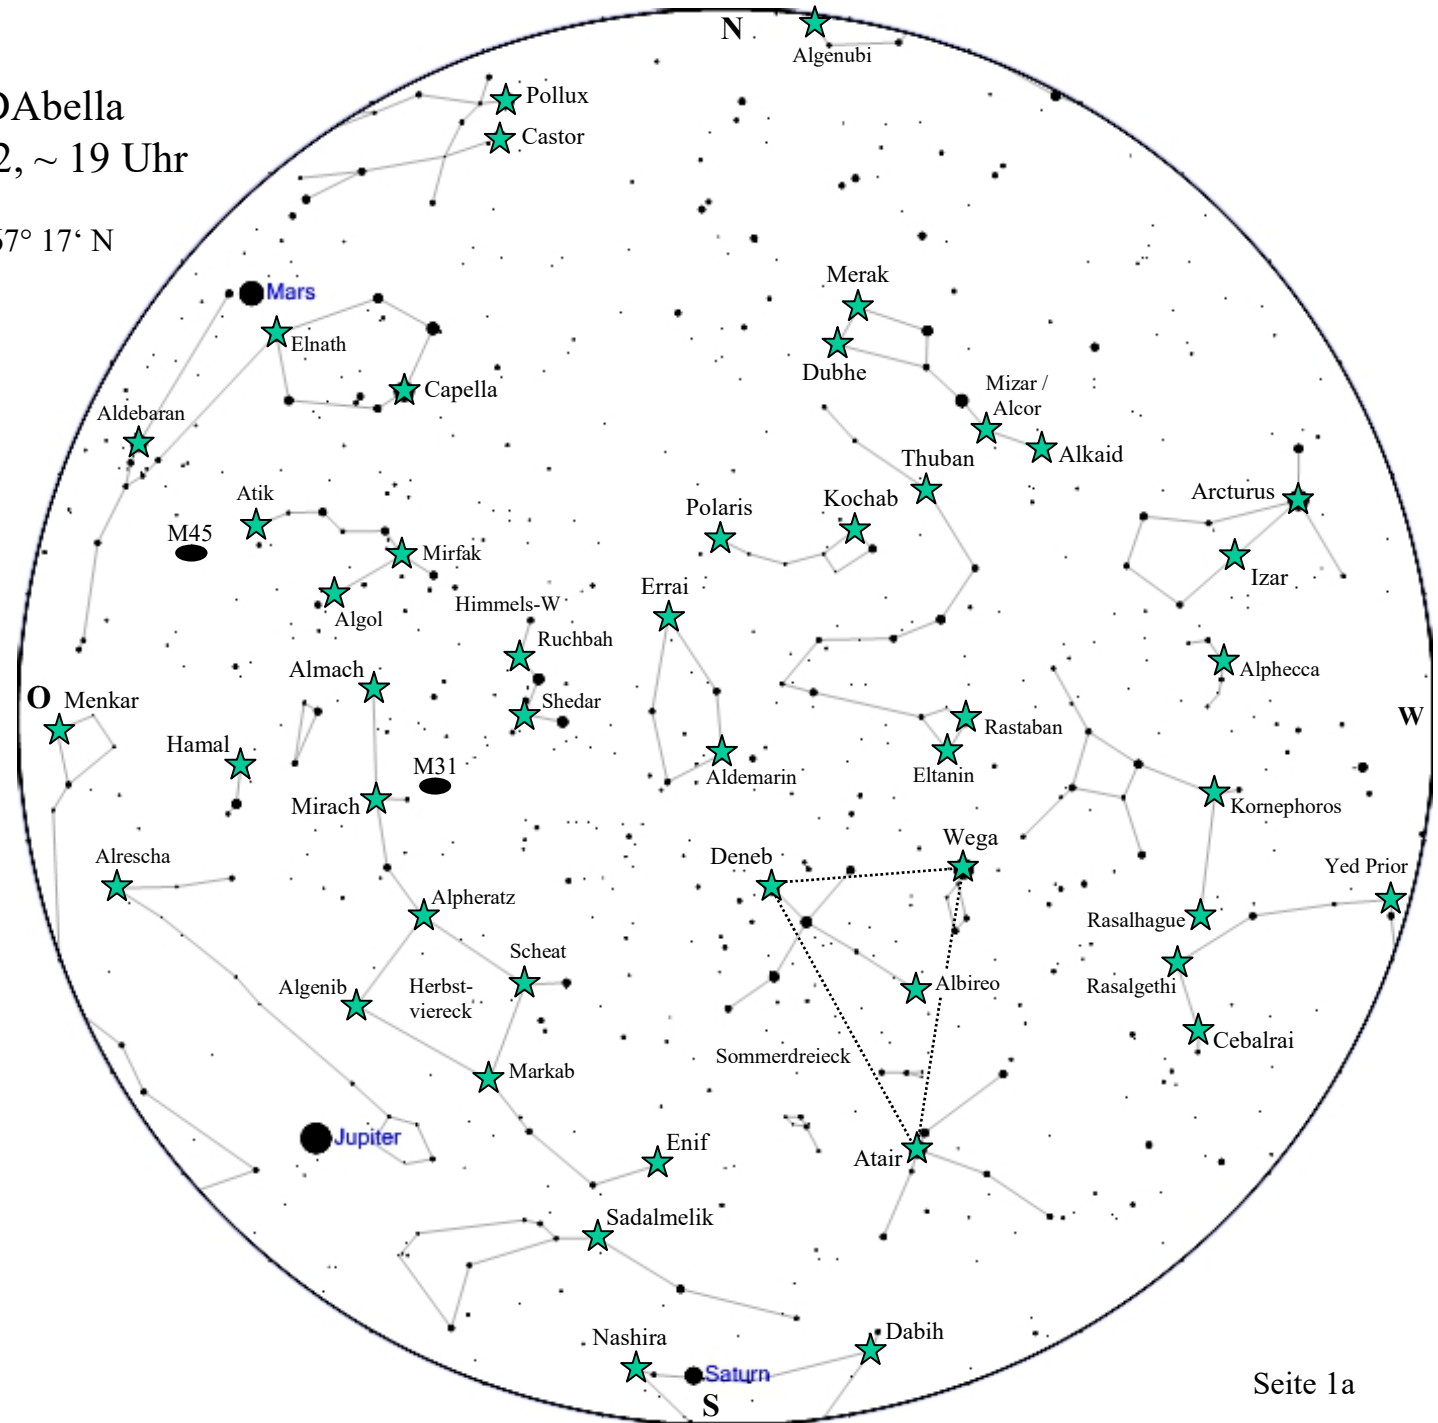 N
Algenubi
Pollux
DAbella
Castor
2, ~ 19 Uhr
67° 17‘ N
Merak
Mars
Elnath
Dubhe
Capella
Mizar /
Alcor
Aldebaran
Alkaid
Thuban
Atik
Arcturus
Kochab
Polaris
M45
Mirfak
Izar
Errai
Himmels-W
Algol
Ruchbah
Almach
Alphecca
O
Menkar
Shedar
W
Rastaban
Hamal
M31
Aldemarin
Eltanin
Mirach
Kornephoros
Wega
Deneb
Alrescha
Yed Prior
Alpheratz
Rasalhague
Scheat
Algenib
Herbst-
viereck
Albireo
Rasalgethi
Cebalrai
Sommerdreieck
Markab
Jupiter
Enif
Atair
Sadalmelik
Nashira
Dabih
Saturn
Seite 1a
S